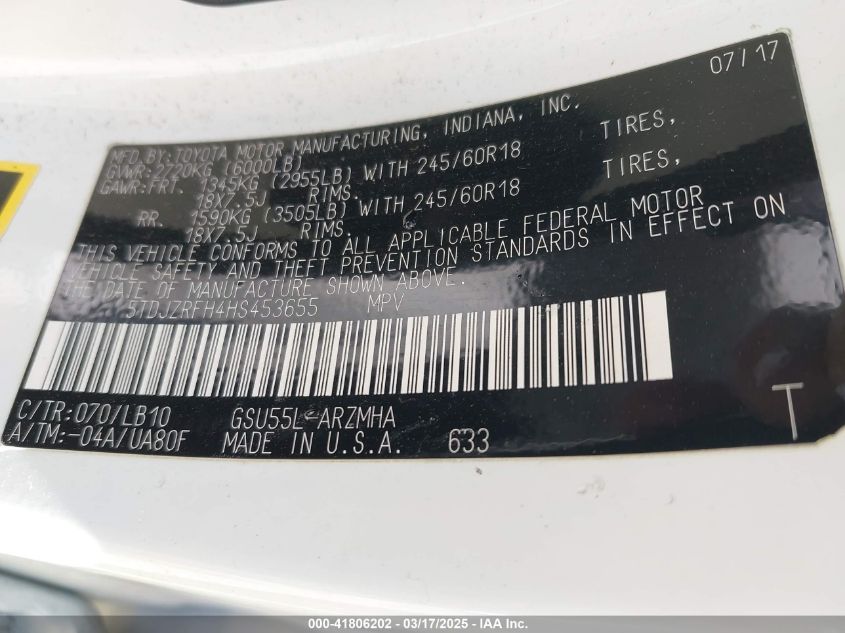 07/17
MFD.BY:TOYOTA MOTOR MANUFACTURING, INDIANA, INC.
GVWR:2720KG (6000LB)
GAWR:FRT. 1345KG (2955LB) WITH 245/60R18 TIRES,
18X7.5J RIMS.
RR. 1590KG (3505LB) WITH 245/60R18 TIRES,
18X7.5J RIMS.
THIS VEHICLE CONFORMS TO ALL APPLICABLE FEDERAL MOTOR
VEHICLE SAFETY AND THEFT PREVENTION STANDARDS IN EFFECT ON
THE DATE OF MANUFACTURE SHOWN ABOVE.
5TDJZRFH4HS453655 MPV
C/TR:070/LB10 GSU55L-ARZMHA
A/TM:-04A/UA80F MADE IN U.S.A. 633
T
000-41806202 — 03/17/2025 — IAA Inc.